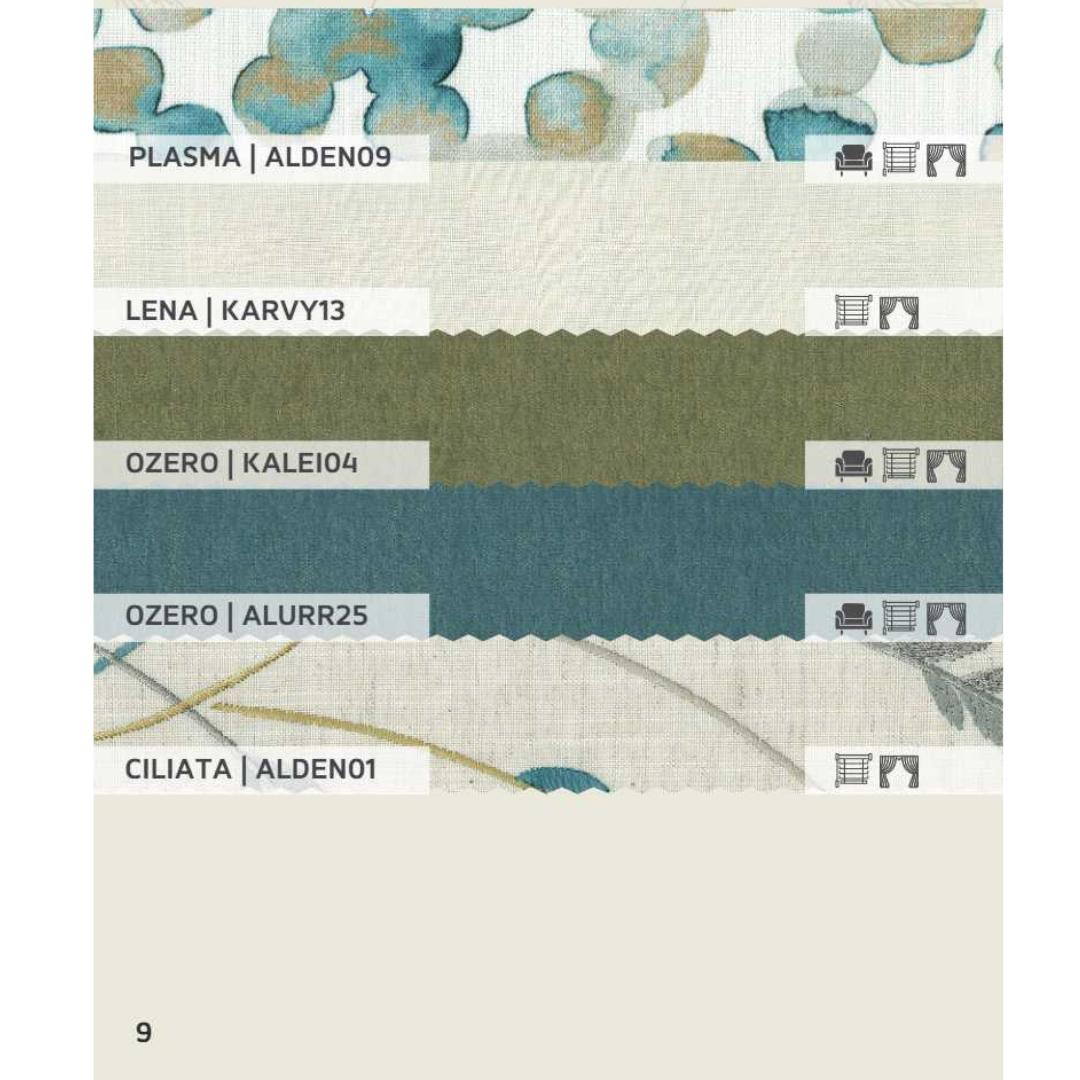 PLASMA | ALDEN09
LENA | KARVY13
OZERO | KALEI04
OZERO | ALURR25
CILIATA | ALDEN01
9